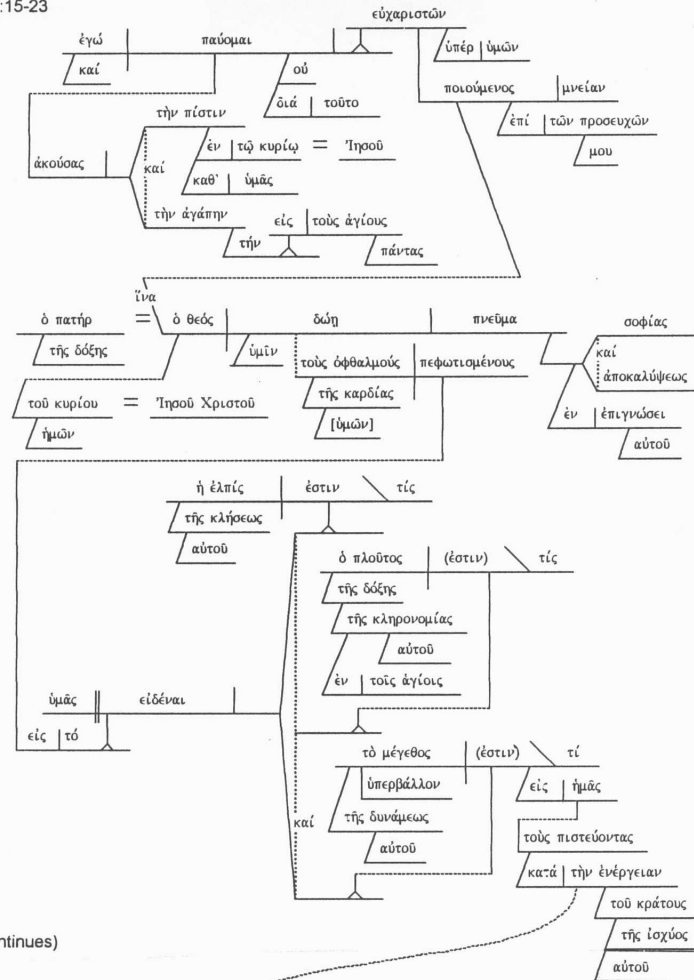 :15-23
εὐχαριστῶν
ἐγώ παύομαι
καί οὐ ὑπέρ ὑμῶν
διά τοῦτο
ποιούμενος μνείαν
ἐπί τῶν προσευχῶν
μου
τὴν πίστιν
ἐν τῷ κυρίῳ = Ἰησοῦ
ἀκούσας καί
καθ' ὑμᾶς
τὴν ἀγάπην
εἰς τοὺς ἁγίους
τήν πάντας
ἵνα
ὁ πατήρ = ὁ θεός δώῃ πνεῦμα σοφίας
τῆς δόξης ὑμῖν
καί
τοὺς ὀφθαλμούς πεφωτισμένους ἀποκαλύψεως
τῆς καρδίας
τοῦ κυρίου = Ἰησοῦ Χριστοῦ
[ὑμῶν] ἐν ἐπιγνώσει
ἡμῶν αὐτοῦ
ἡ ἐλπίς ἐστιν τίς
τῆς κλήσεως
αὐτοῦ
ὁ πλοῦτος (ἐστιν) τίς
τῆς δόξης
τῆς κληρονομίας
αὐτοῦ
ἐν τοῖς ἁγίοις
ὑμᾶς εἰδέναι
εἰς τό
τὸ μέγεθος (ἐστιν) τί
ὑπερβάλλον εἰς ἡμᾶς
καί τῆς δυνάμεως
τοὺς πιστεύοντας
αὐτοῦ
κατά τὴν ἐνέργειαν
τοῦ κράτους
τῆς ἰσχύος
ntinues)
αὐτοῦ